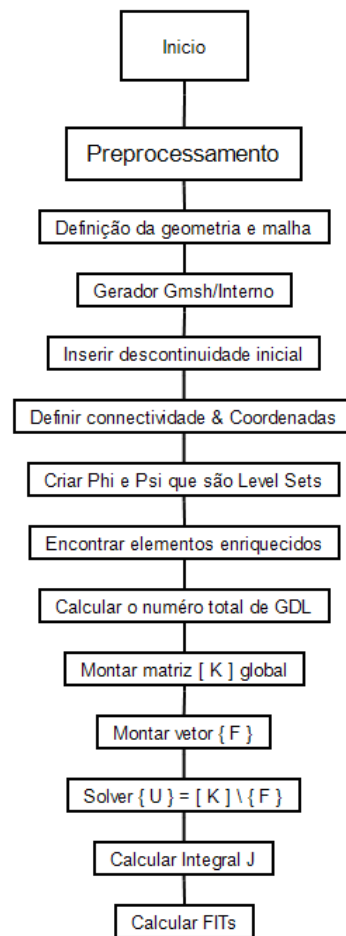 Inicio
Preprocessamento
Definição da geometria e malha
Gerador Gmsh/Interno
Inserir descontinuidade inicial
Definir connectividade & Coordenadas
Criar Phi e Psi que são Level Sets
Encontrar elementos enriquecidos
Calcular o numéro total de GDL
Montar matriz [ K ] global
Montar vetor { F }
Solver { U } = [ K ] \ { F }
Calcular Integral J
Calcular FITs